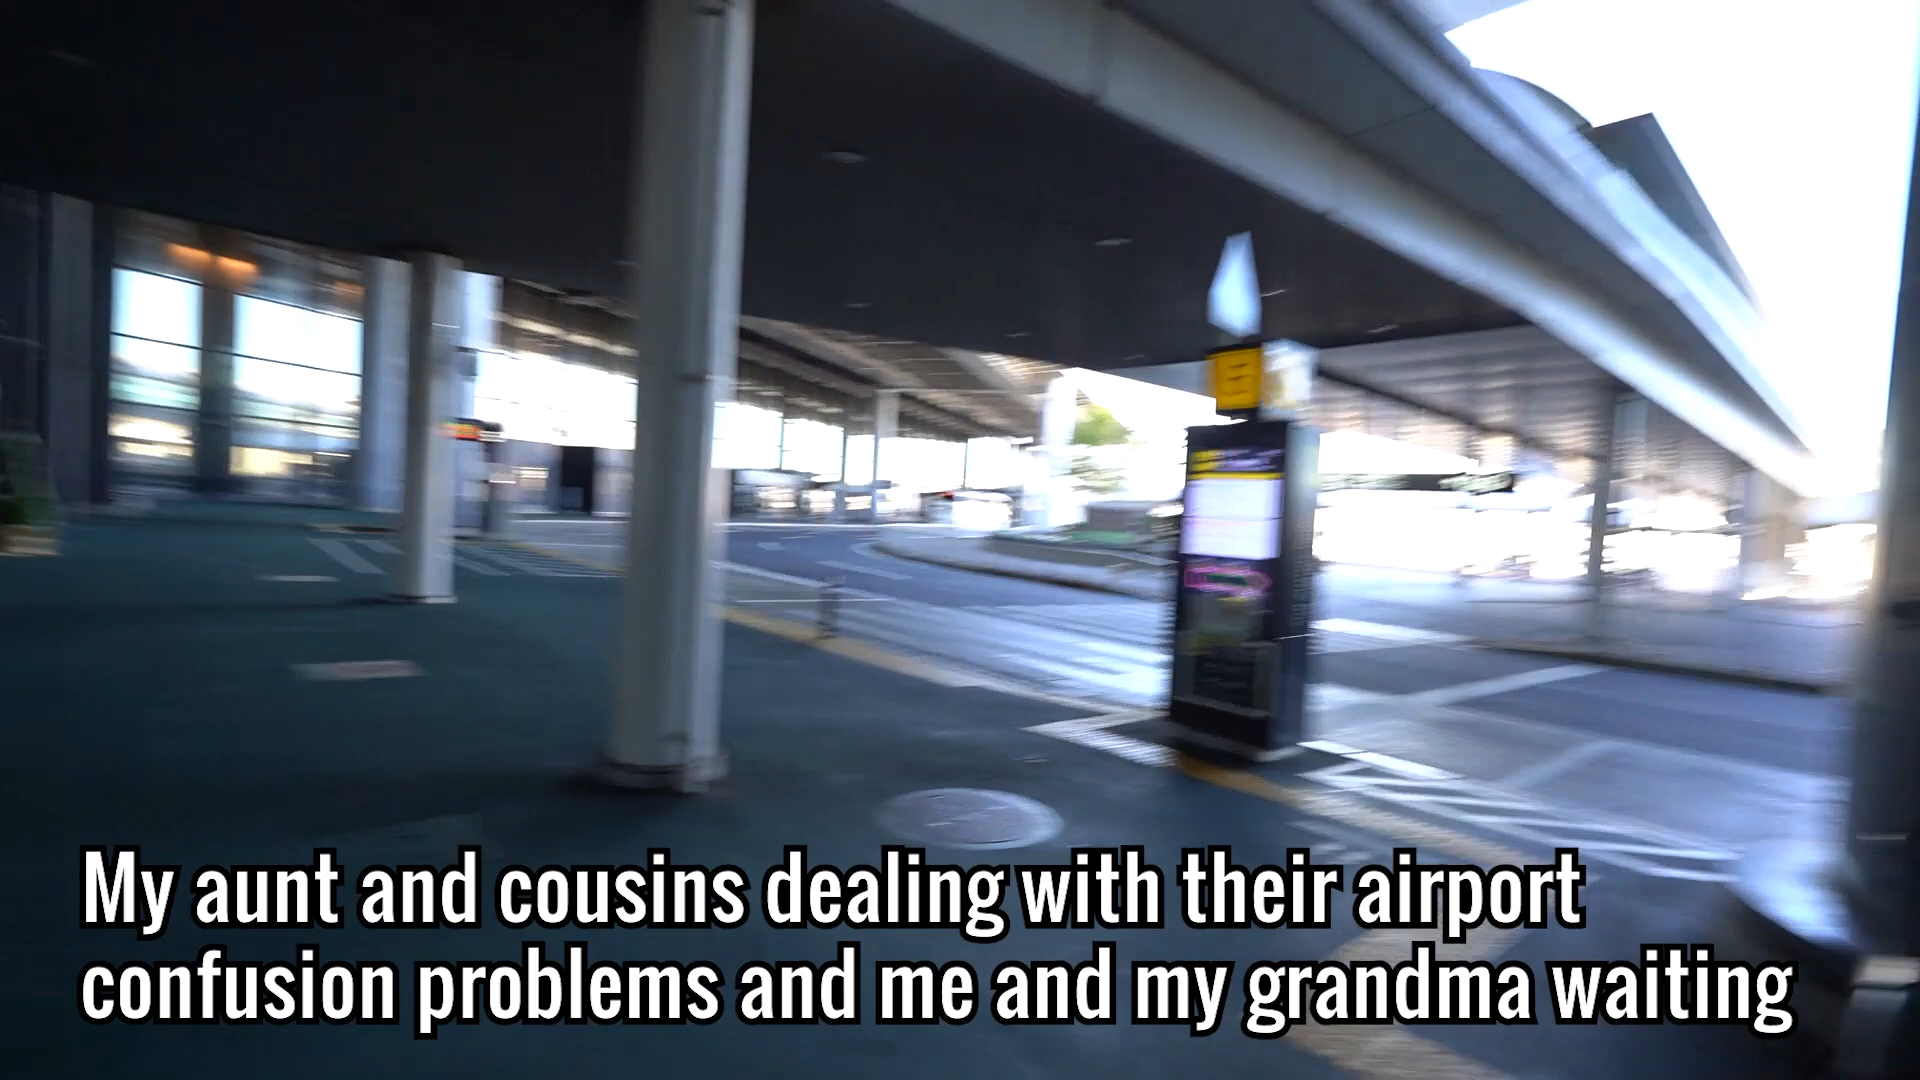 My aunt and cousins dealing with their airport
confusion problems and me and my grandma waiting